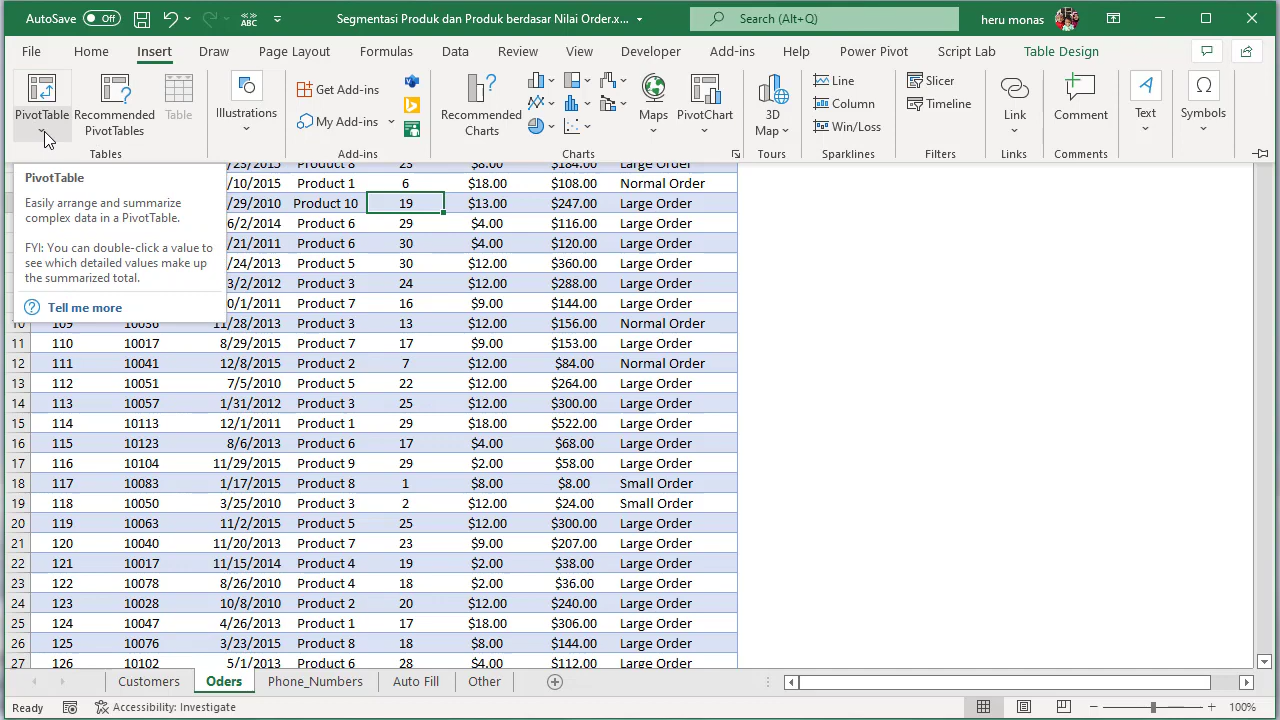 AutoSave Off ABC Segmentasi Produk dan Produk berdasar Nilai Order.x... Search (Alt+Q) heru monas
File Home Insert Draw Page Layout Formulas Data Review View Developer Add-ins Help Power Pivot Script Lab Table Design
PivotTable Recommended PivotTables Table Illustrations Get Add-ins My Add-ins Recommended Charts Maps PivotChart 3D Map Line Column Win/Loss Slicer Timeline Link Comment Text Symbols
Tables Add-ins Charts Tours Sparklines Filters Links Comments
PivotTable
Easily arrange and summarize
complex data in a PivotTable.
FYI: You can double-click a value to
see which detailed values make up
the summarized total.
Tell me more
/25/2015 Product 8 23 $8.00 $184.00 Large Order
/10/2015 Product 1 6 $18.00 $108.00 Normal Order
/29/2010 Product 10 19 $13.00 $247.00 Large Order
6/2/2014 Product 6 29 $4.00 $116.00 Large Order
/21/2011 Product 6 30 $4.00 $120.00 Large Order
/24/2013 Product 5 30 $12.00 $360.00 Large Order
3/2/2012 Product 3 24 $12.00 $288.00 Large Order
0/1/2011 Product 7 16 $9.00 $144.00 Large Order
10 109 10036 11/28/2013 Product 3 13 $12.00 $156.00 Normal Order
11 110 10017 8/29/2015 Product 7 17 $9.00 $153.00 Large Order
12 111 10041 12/8/2015 Product 2 7 $12.00 $84.00 Normal Order
13 112 10051 7/5/2010 Product 5 22 $12.00 $264.00 Large Order
14 113 10057 1/31/2012 Product 3 25 $12.00 $300.00 Large Order
15 114 10113 12/1/2011 Product 1 29 $18.00 $522.00 Large Order
16 115 10123 8/6/2013 Product 6 17 $4.00 $68.00 Large Order
17 116 10104 11/29/2015 Product 9 29 $2.00 $58.00 Large Order
18 117 10083 1/17/2015 Product 8 1 $8.00 $8.00 Small Order
19 118 10050 3/25/2010 Product 3 2 $12.00 $24.00 Small Order
20 119 10063 11/2/2015 Product 5 25 $12.00 $300.00 Large Order
21 120 10040 11/20/2013 Product 7 23 $9.00 $207.00 Large Order
22 121 10017 11/15/2014 Product 4 19 $2.00 $38.00 Large Order
23 122 10078 8/26/2010 Product 4 18 $2.00 $36.00 Large Order
24 123 10028 10/8/2010 Product 2 20 $12.00 $240.00 Large Order
25 124 10047 4/26/2013 Product 1 17 $18.00 $306.00 Large Order
26 125 10076 3/23/2015 Product 8 18 $8.00 $144.00 Large Order
27 126 10102 5/1/2013 Product 6 28 $4.00 $112.00 Large Order
Customers Oders Phone_Numbers Auto Fill Other
Ready Accessibility: Investigate 100%